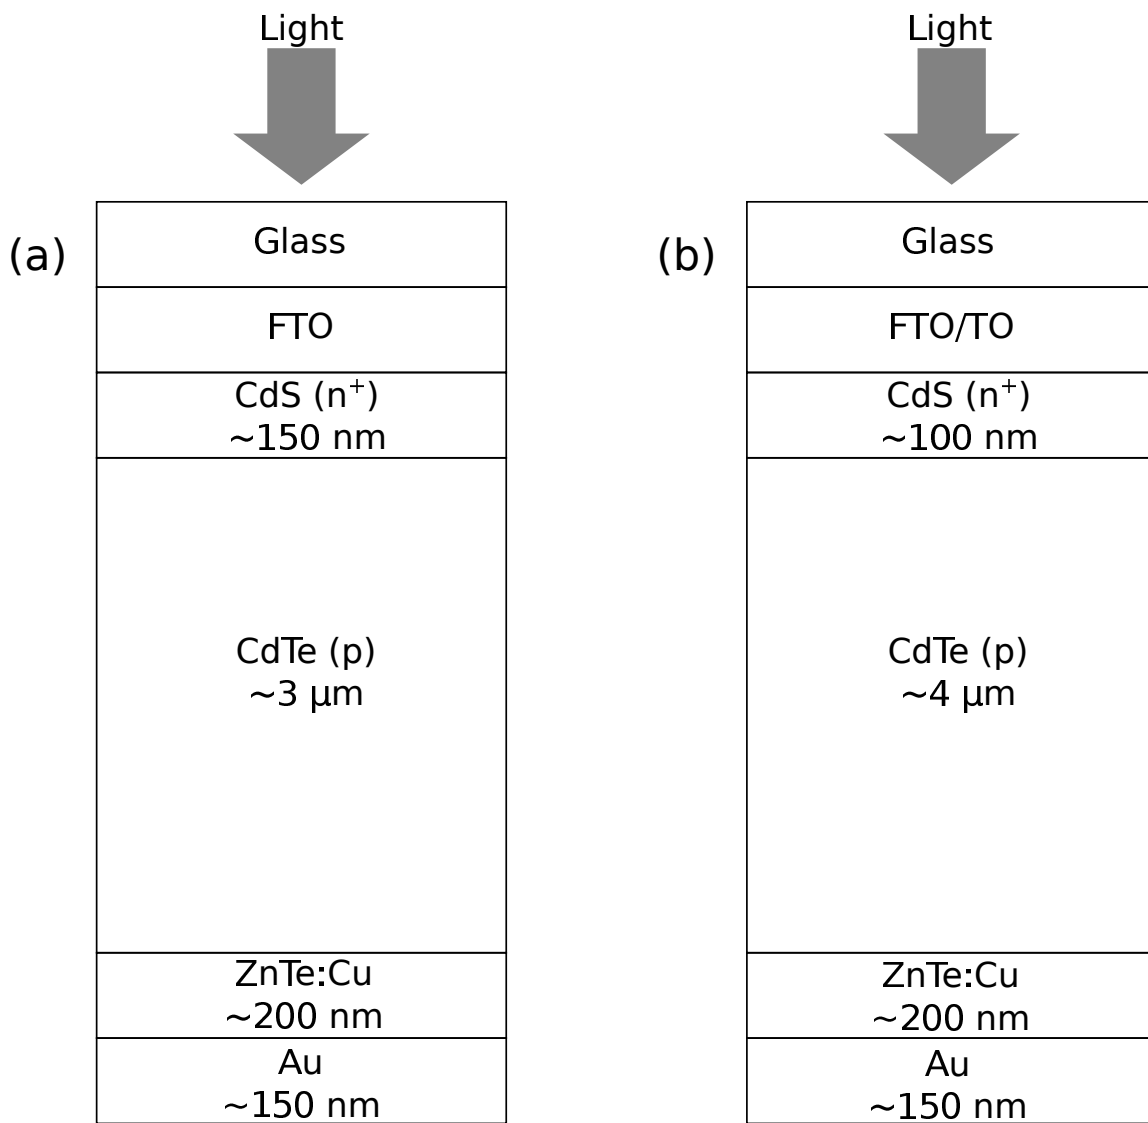 Light
(a)
Glass
FTO
CdS (n⁺)
~150 nm
CdTe (p)
~3 µm
ZnTe:Cu
~200 nm
Au
~150 nm
Light
(b)
Glass
FTO/TO
CdS (n⁺)
~100 nm
CdTe (p)
~4 µm
ZnTe:Cu
~200 nm
Au
~150 nm